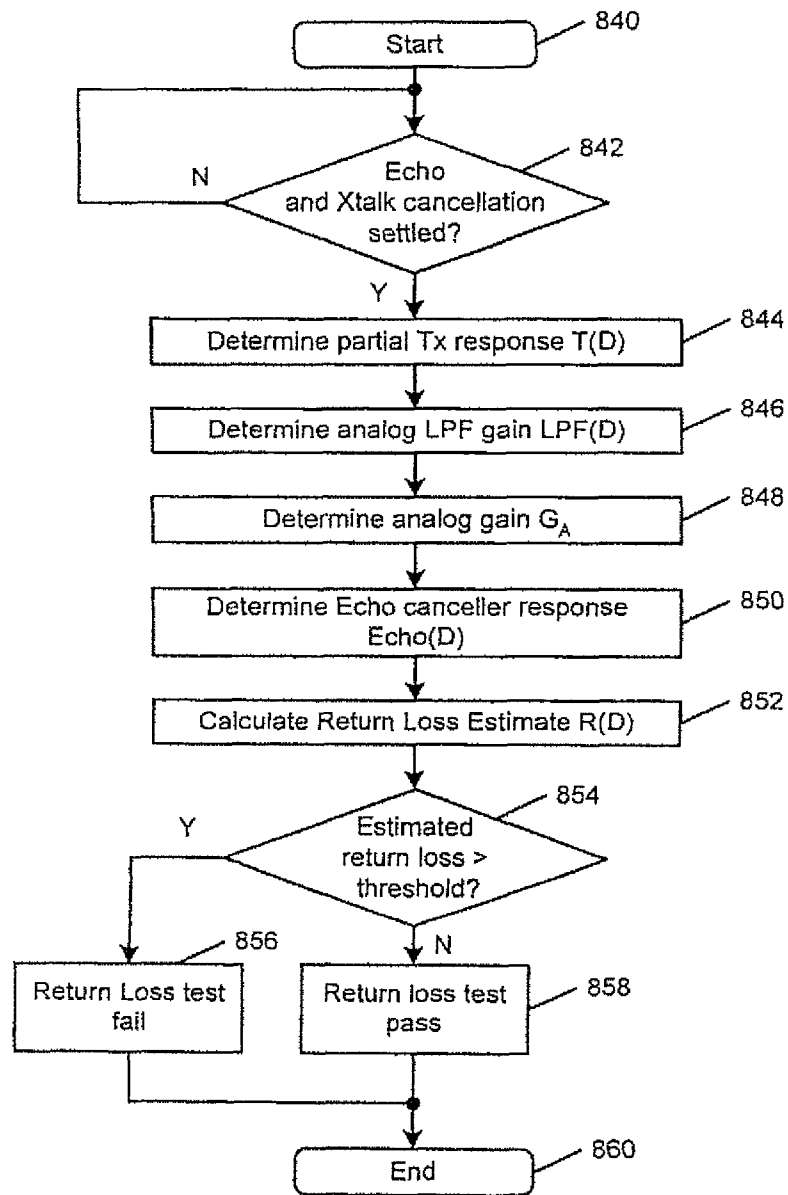 Start
840
Echo
and Xtalk cancellation
settled?
842
N
Y
Determine partial Tx response T(D)
844
Determine analog LPF gain LPF(D)
846
Determine analog gain G_A
848
Determine Echo canceller response
Echo(D)
850
Calculate Return Loss Estimate R(D)
852
Estimated
return loss >
threshold?
854
Y
N
Return Loss test
fail
856
Return loss test
pass
858
End
860